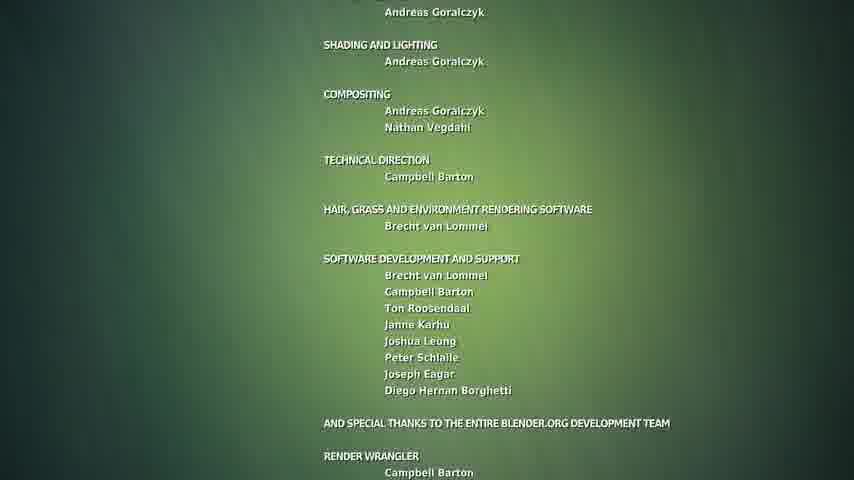 Andreas Goralczyk
SHADING AND LIGHTING
Andreas Goralczyk
COMPOSITING
Andreas Goralczyk
Nathan Vegdahl
TECHNICAL DIRECTION
Campbell Barton
HAIR, GRASS AND ENVIRONMENT RENDERING SOFTWARE
Brecht van Lommel
SOFTWARE DEVELOPMENT AND SUPPORT
Brecht van Lommel
Campbell Barton
Ton Roosendaal
Janne Karhu
Joshua Leung
Peter Schlaile
Joseph Eagar
Diego Hernan Borghetti
AND SPECIAL THANKS TO THE ENTIRE BLENDER.ORG DEVELOPMENT TEAM
RENDER WRANGLER
Campbell Barton